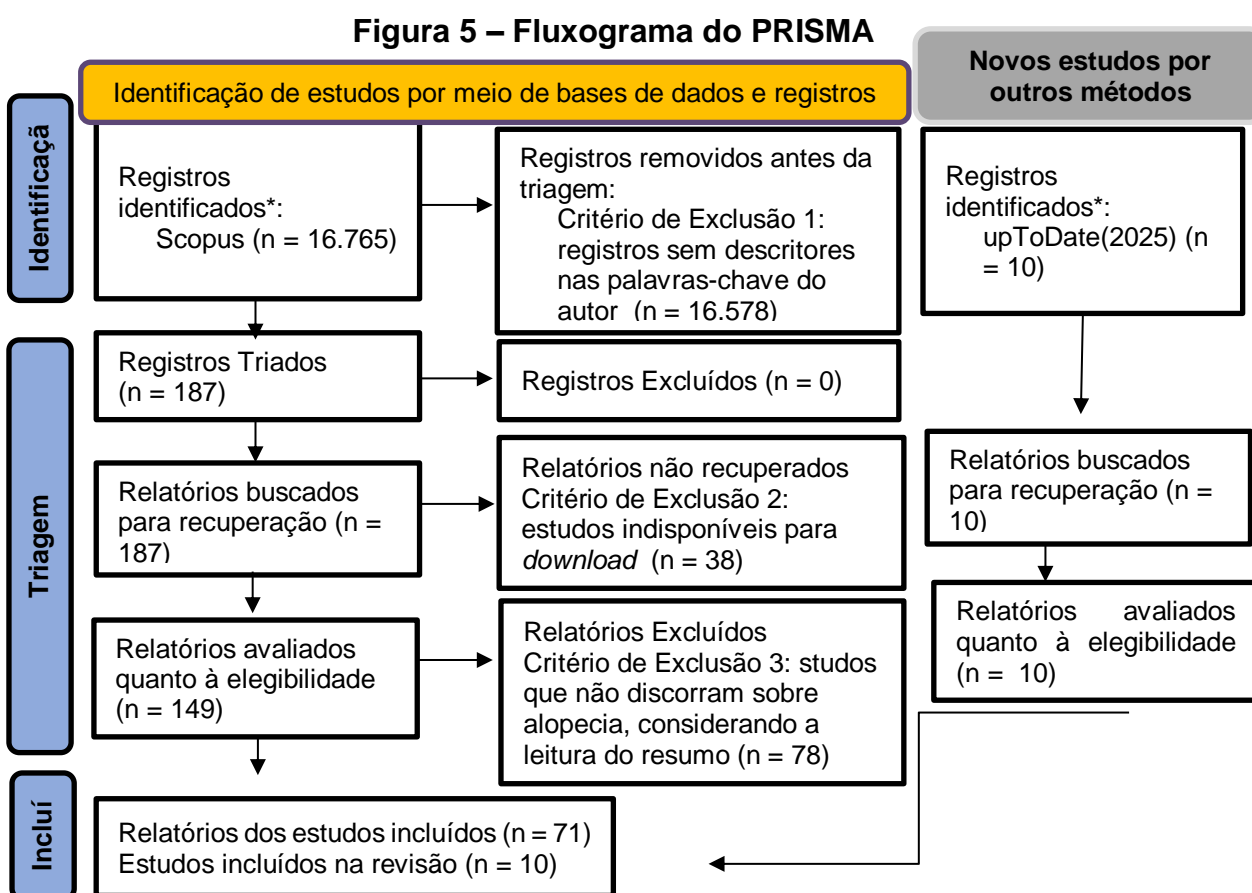 Figura 5 – Fluxograma do PRISMA
Identificação de estudos por meio de bases de dados e registros
Novos estudos por
outros métodos
Identificaçã
Registros
identificados*:
Scopus (n = 16.765)
Registros removidos antes da
triagem:
Critério de Exclusão 1:
registros sem descritores
nas palavras-chave do
autor (n = 16.578)
Registros
identificados*:
upToDate(2025) (n
= 10)
Triagem
Registros Triados
(n = 187)
Registros Excluídos (n = 0)
Relatórios buscados
para recuperação (n =
187)
Relatórios não recuperados
Critério de Exclusão 2:
estudos indisponíveis para
download (n = 38)
Relatórios buscados
para recuperação (n =
10)
Relatórios avaliados
quanto à elegibilidade
(n = 149)
Relatórios Excluídos
Critério de Exclusão 3: studos
que não discorram sobre
alopecia, considerando a
leitura do resumo (n = 78)
Relatórios avaliados
quanto à elegibilidade
(n = 10)
Incluí
Relatórios dos estudos incluídos (n = 71)
Estudos incluídos na revisão (n = 10)